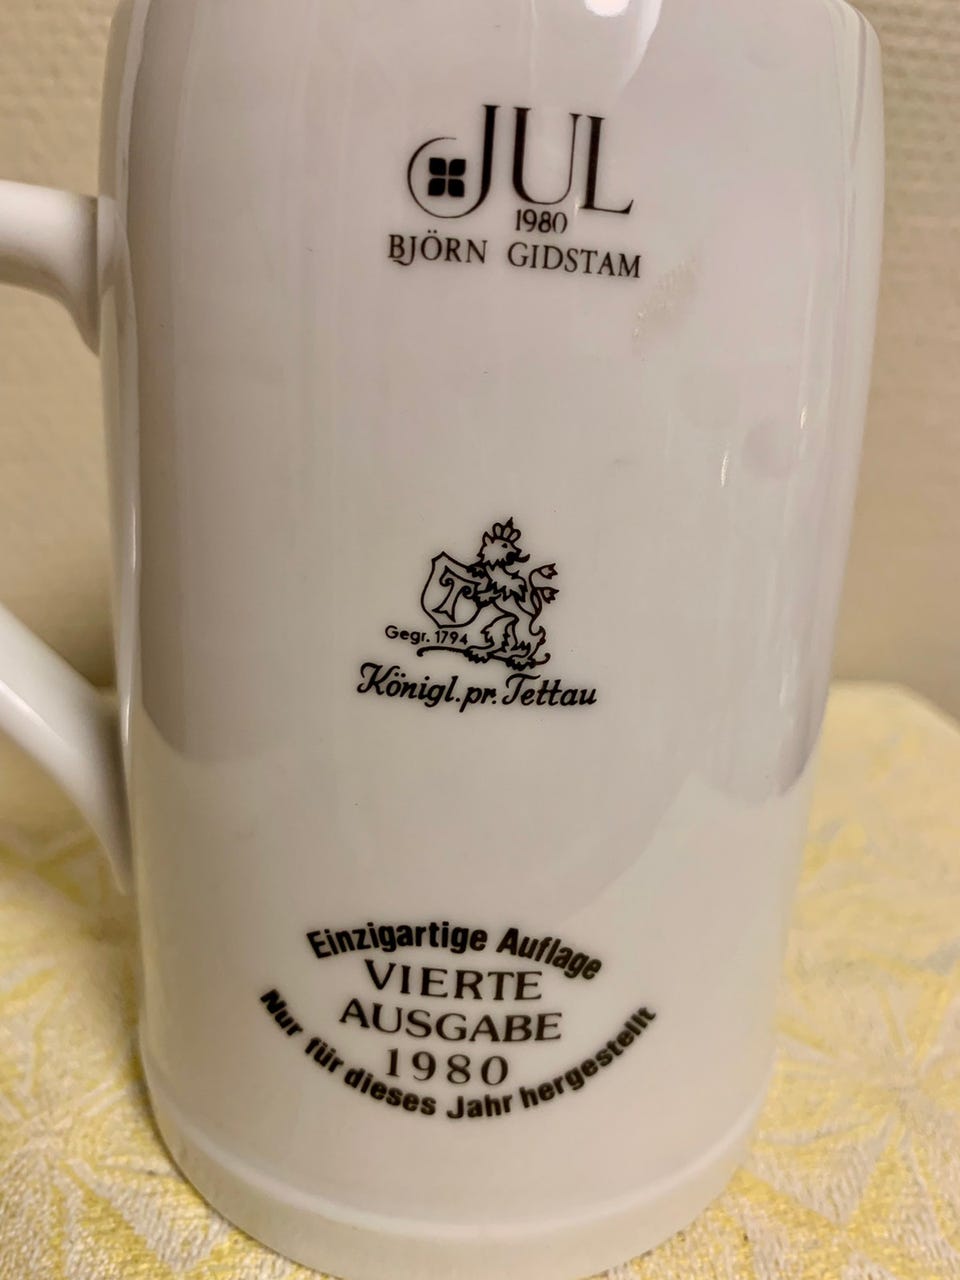 JUL
1980
BJÖRN GIDSTAM
T
Gegr. 1794
Königl. pr. Tettau
Einzigartige Auflage
VIERTE
AUSGABE
1980
Nur für dieses Jahr hergestellt